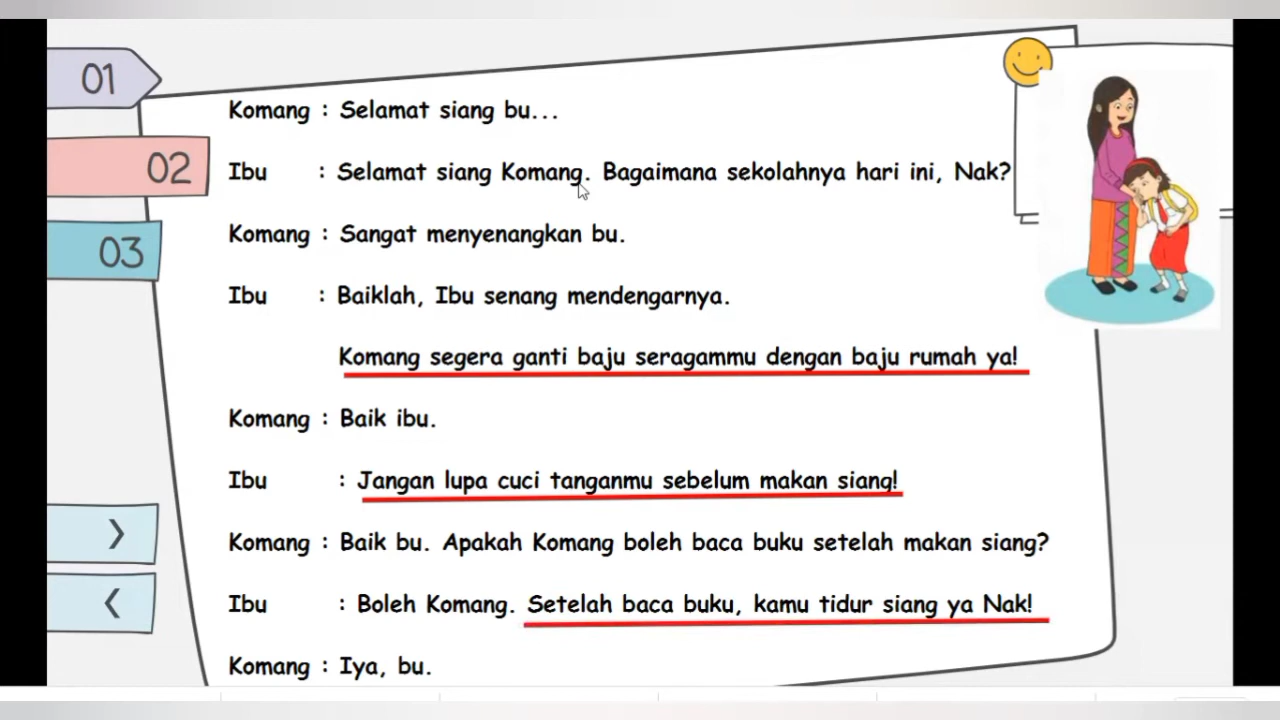 01
02
03
Komang : Selamat siang bu...
Ibu : Selamat siang Komang. Bagaimana sekolahnya hari ini, Nak?
Komang : Sangat menyenangkan bu.
Ibu : Baiklah, Ibu senang mendengarnya.
Komang segera ganti baju seragammu dengan baju rumah ya!
Komang : Baik ibu.
Ibu : Jangan lupa cuci tanganmu sebelum makan siang!
Komang : Baik bu. Apakah Komang boleh baca buku setelah makan siang?
Ibu : Boleh Komang. Setelah baca buku, kamu tidur siang ya Nak!
Komang : Iya, bu.